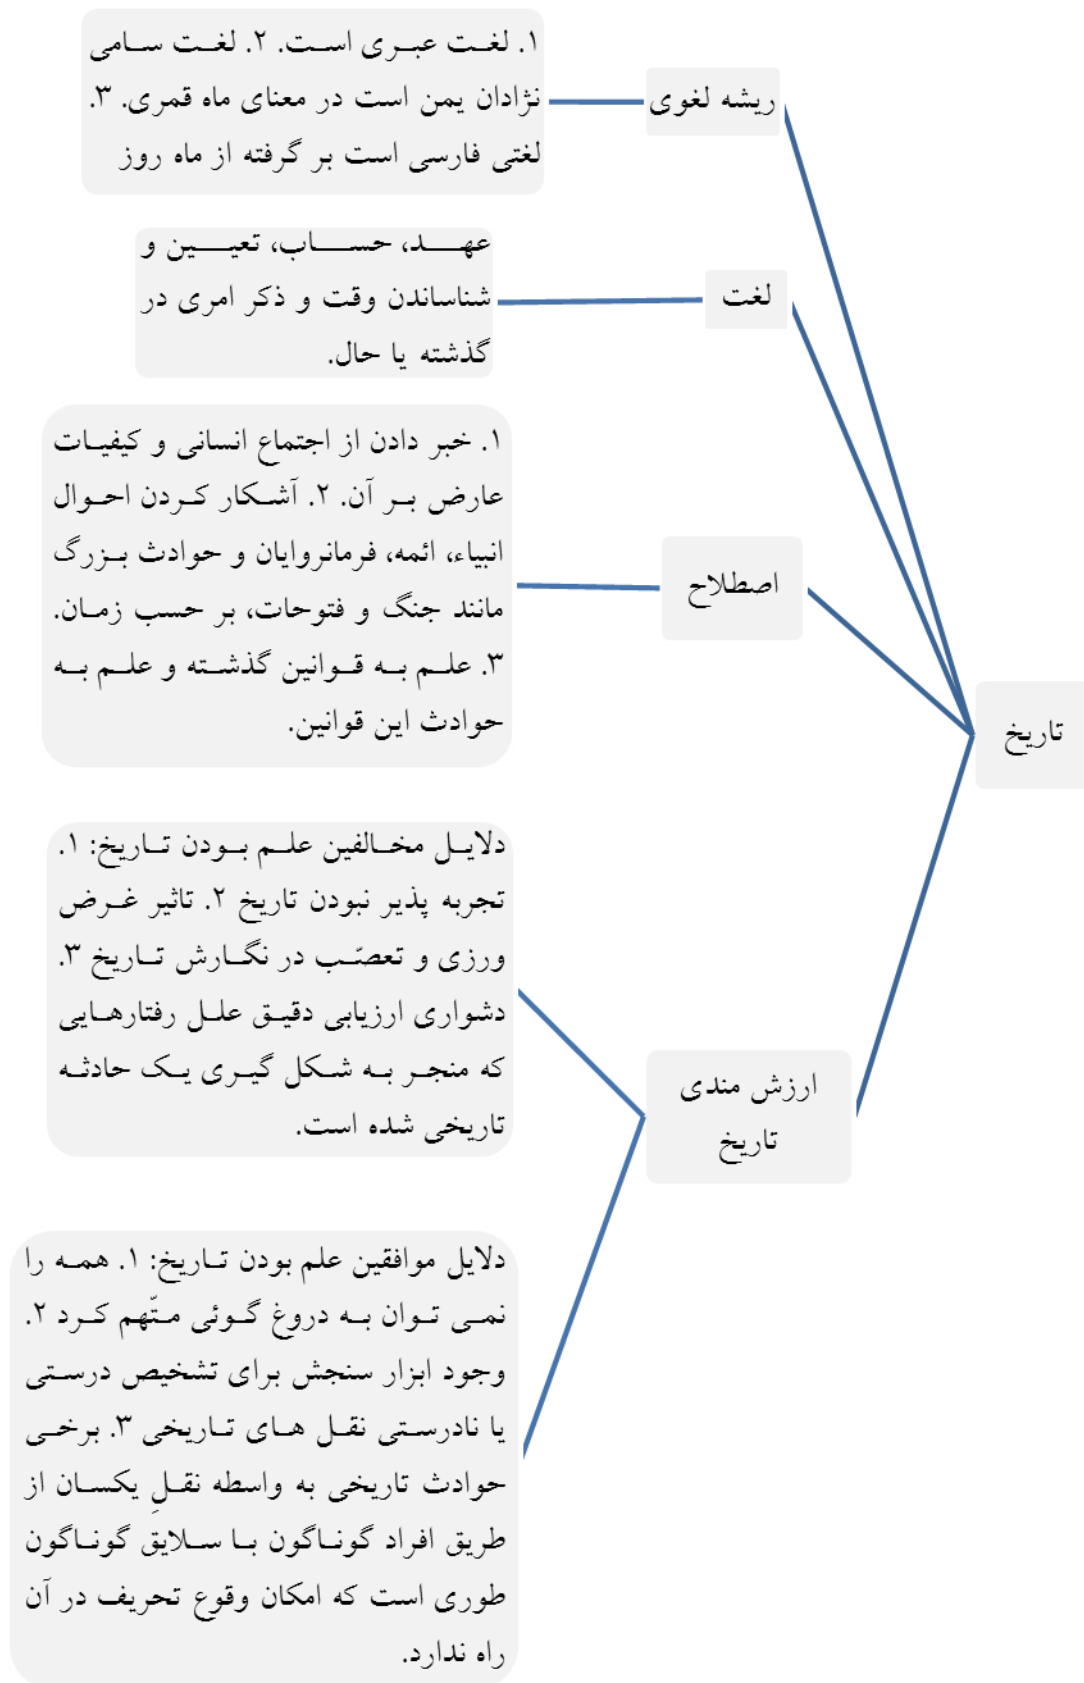 تاریخ
ریشه لغوی
۱. لغت عبری است. ۲. لغت سامی
نژادان یمن است در معنای ماه قمری. ۳.
لغتی فارسی است بر گرفته از ماه روز
لغت
عهد، حساب، تعیین و
شناساندن وقت و ذکر امری در
گذشته یا حال.
اصطلاح
۱. خبر دادن از اجتماع انسانی و کیفیات
عارض بر آن. ۲. آشکار کردن احوال
انبیاء، ائمه، فرمانروایان و حوادث بزرگ
مانند جنگ و فتوحات، بر حسب زمان.
۳. علم به قوانین گذشته و علم به
حوادث این قوانین.
ارزش مندی
تاریخ
دلایل مخالفین علم بودن تاریخ: ۱.
تجربه پذیر نبودن تاریخ ۲. تاثیر غرض
ورزی و تعصّب در نگارش تاریخ ۳.
دشواری ارزیابی دقیق علل رفتارهایی
که منجر به شکل گیری یک حادثه
تاریخی شده است.
دلایل موافقین علم بودن تاریخ: ۱. همه را
نمی توان به دروغ گوئی متّهم کرد ۲.
وجود ابزار سنجش برای تشخیص درستی
یا نادرستی نقل های تاریخی ۳. برخی
حوادث تاریخی به واسطه نقلِ یکسان از
طریق افراد گوناگون با سلایق گوناگون
طوری است که امکان وقوع تحریف در آن
راه ندارد.